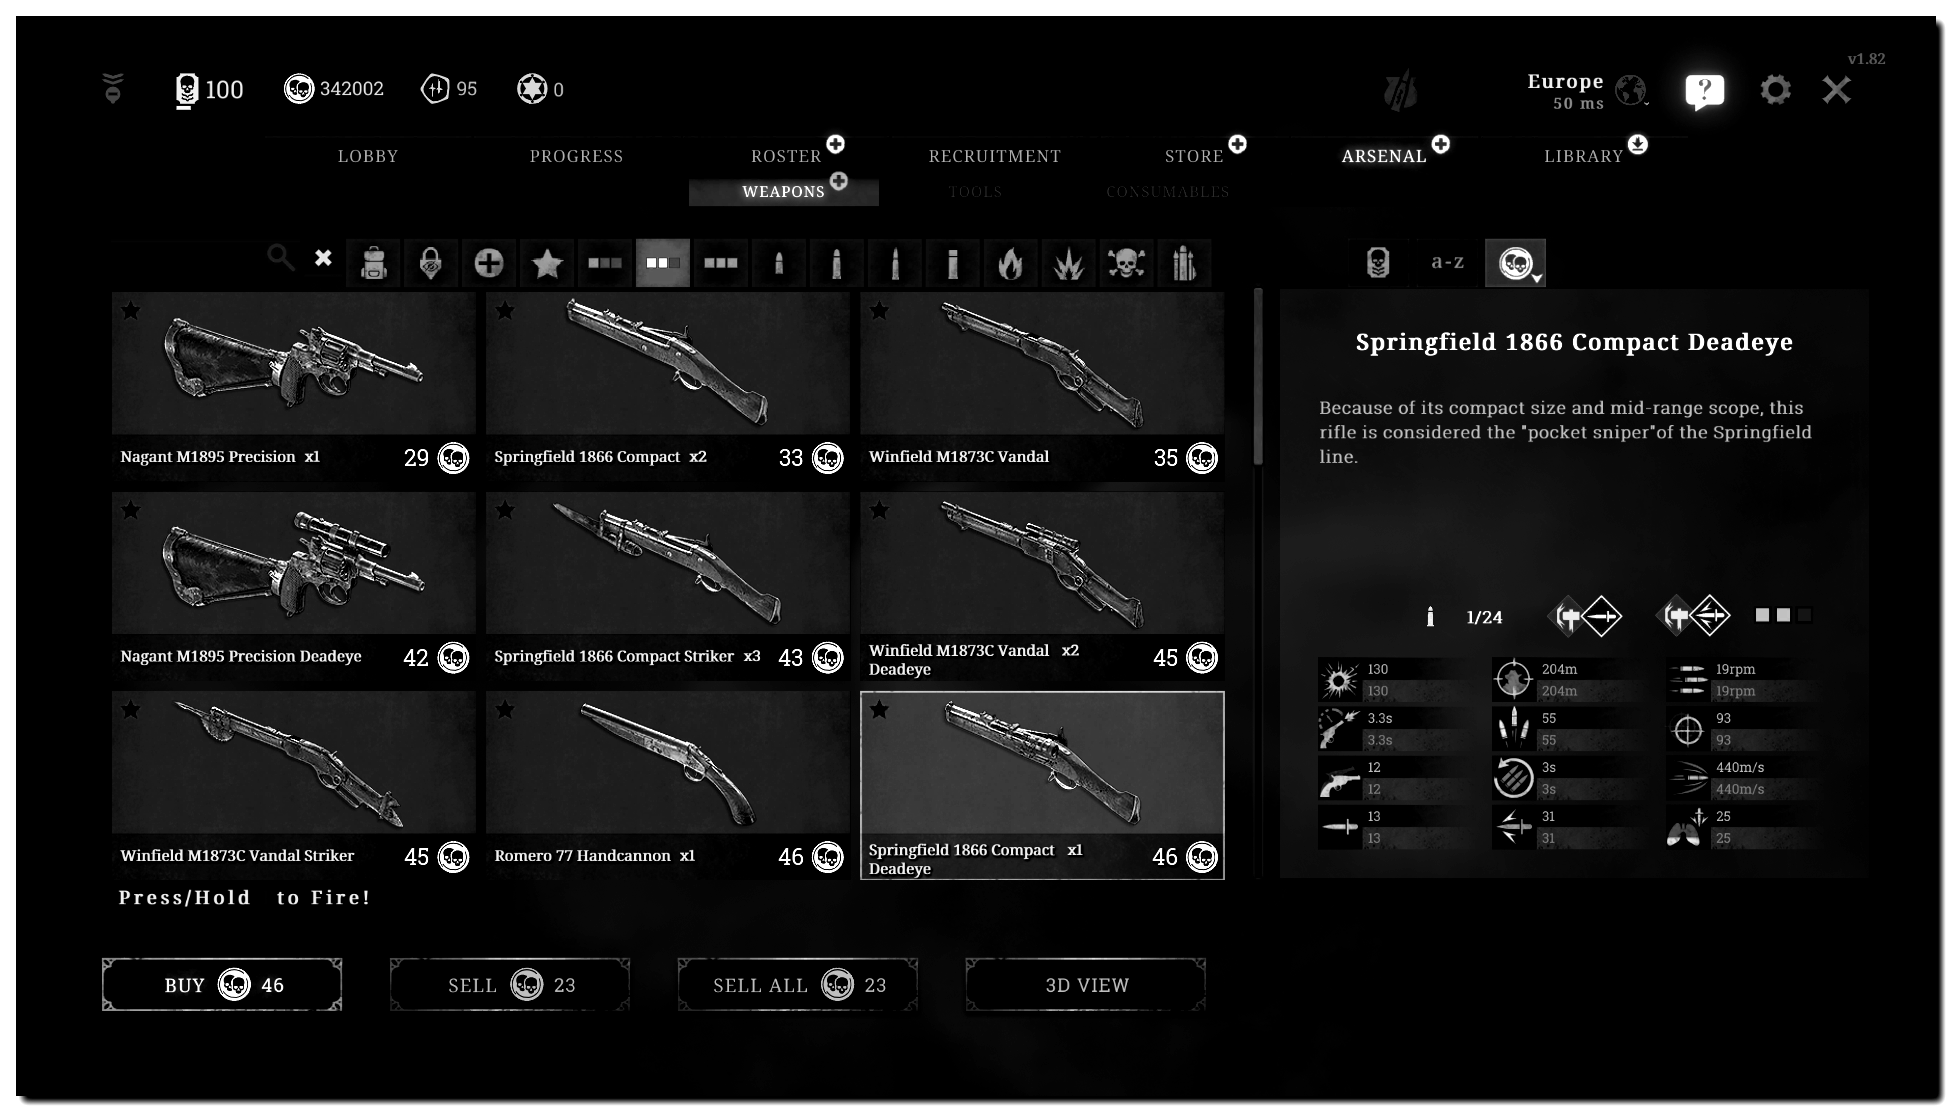 v1.82
100
342002
95
0
Europe
50 ms
?
LOBBY
PROGRESS
ROSTER
RECRUITMENT
STORE
ARSENAL
LIBRARY
WEAPONS
TOOLS
CONSUMABLES
a-z
Nagant M1895 Precision x1
29
Springfield 1866 Compact x2
33
Winfield M1873C Vandal
35
Nagant M1895 Precision Deadeye
42
Springfield 1866 Compact Striker x3
43
Winfield M1873C Vandal x2
Deadeye
45
Winfield M1873C Vandal Striker
45
Romero 77 Handcannon x1
46
Springfield 1866 Compact x1
Deadeye
46
Springfield 1866 Compact Deadeye
Because of its compact size and mid-range scope, this
rifle is considered the "pocket sniper"of the Springfield
line.
1/24
130
130
204m
204m
19rpm
19rpm
3.3s
3.3s
55
55
93
93
12
12
3s
3s
440m/s
440m/s
13
13
31
31
25
25
Press/Hold to Fire!
BUY 46
SELL 23
SELL ALL 23
3D VIEW